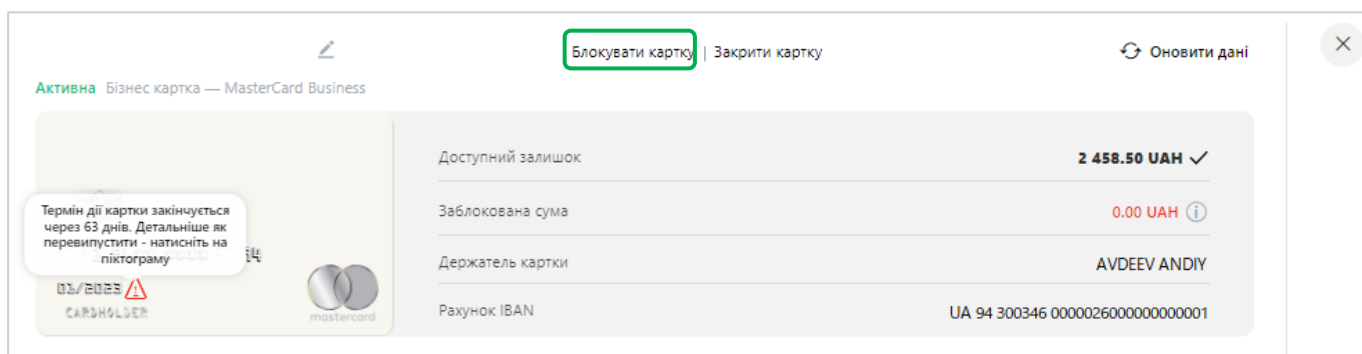 Блокувати картку | Закрити картку
Оновити дані
Активна Бізнес картка — MasterCard Business
Доступний залишок 2 458.50 UAH
Заблокована сума 0.00 UAH
Термін дії картки закінчується
через 63 днів. Детальніше як
перевипустити - натисніть на
піктограму
Держатель картки AVDEEV ANDIY
01/2023
CARDHOLDER
mastercard.
Рахунок IBAN UA 94 300346 0000026000000000001